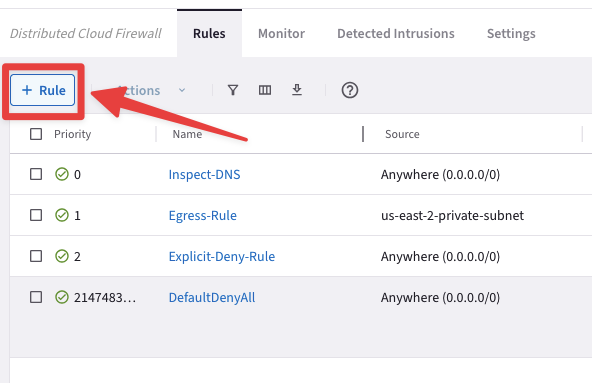 Distributed Cloud Firewall Rules Monitor Detected Intrusions Settings
+ Rule ctions
Priority Name Source
0 Inspect-DNS Anywhere (0.0.0.0/0)
1 Egress-Rule us-east-2-private-subnet
2 Explicit-Deny-Rule Anywhere (0.0.0.0/0)
2147483... DefaultDenyAll Anywhere (0.0.0.0/0)